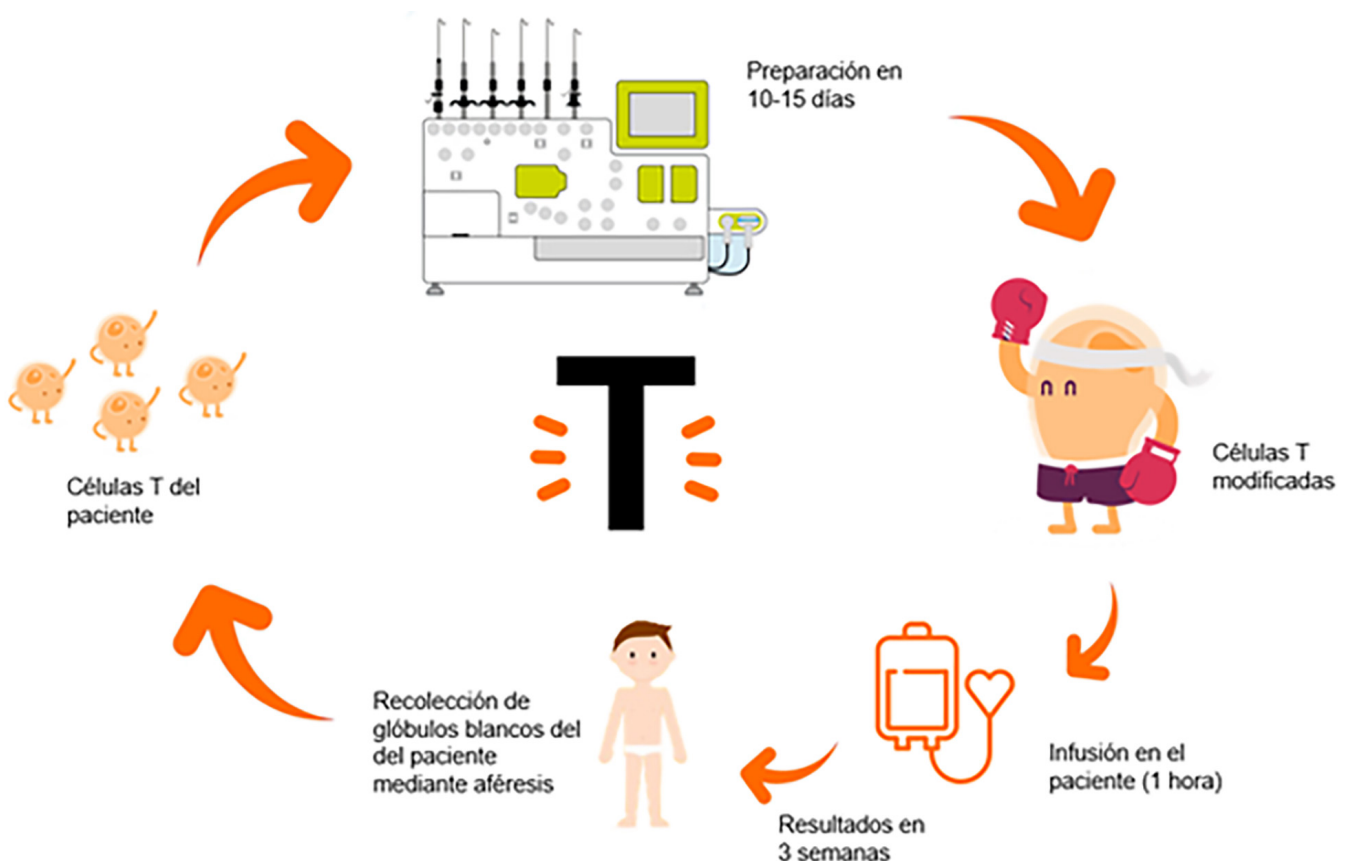 Preparación en
10-15 días
Células T del
paciente
T
Células T
modificadas
Recolección de
glóbulos blancos del
del paciente
mediante aféresis
Infusión en el
paciente (1 hora)
Resultados en
3 semanas